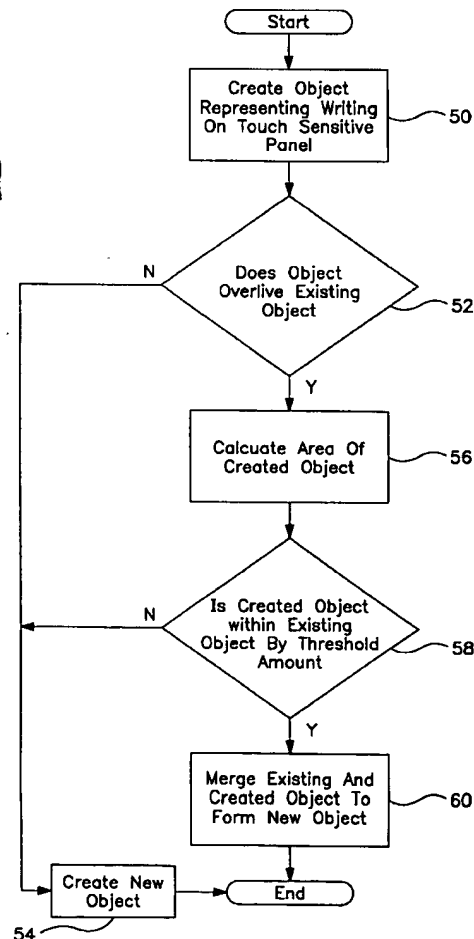 Start
Create Object
Representing Writing
On Touch Sensitive
Panel
50
N
Does Object
Overlive Existing
Object
52
Y
Calcuate Area Of
Created Object
56
N
Is Created Object
within Existing
Object By Threshold
Amount
58
Y
Merge Existing And
Created Object To
Form New Object
60
Create New
Object
End
54